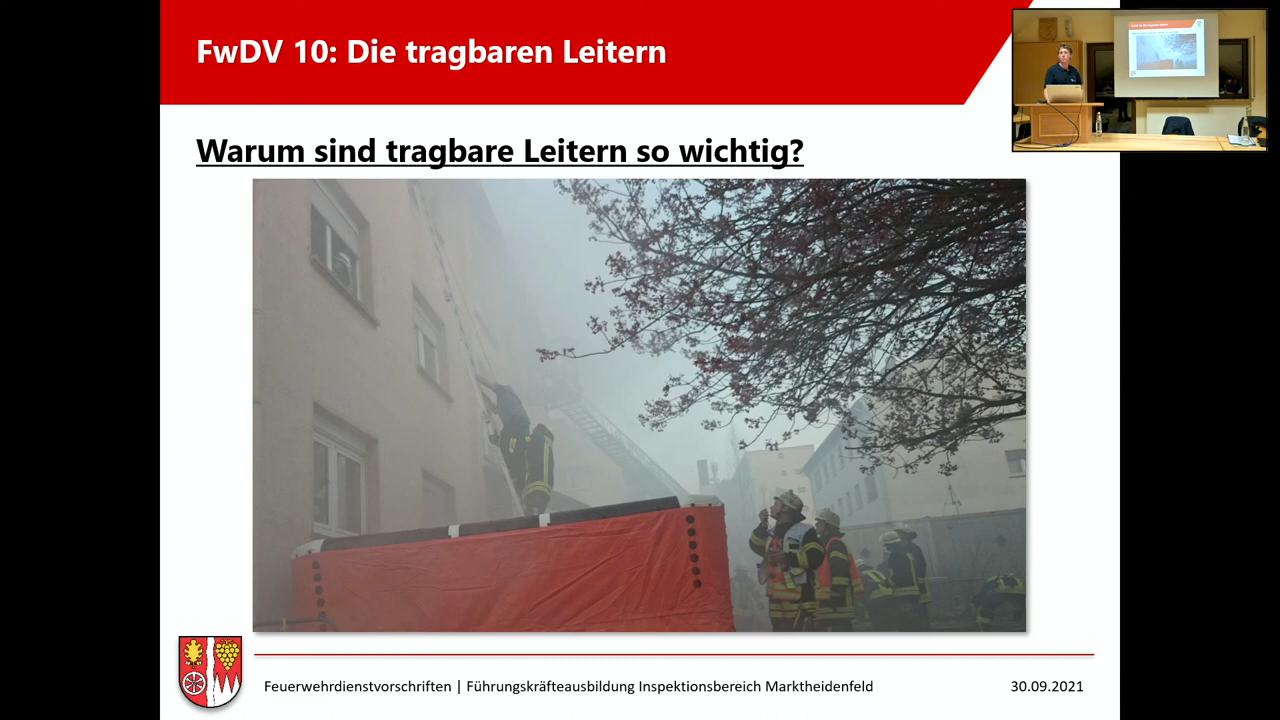 FwDV 10: Die tragbaren Leitern
Warum sind tragbare Leitern so wichtig?
Feuerwehrdienstvorschriften | Führungskräfteausbildung Inspektionsbereich Marktheidenfeld
30.09.2021